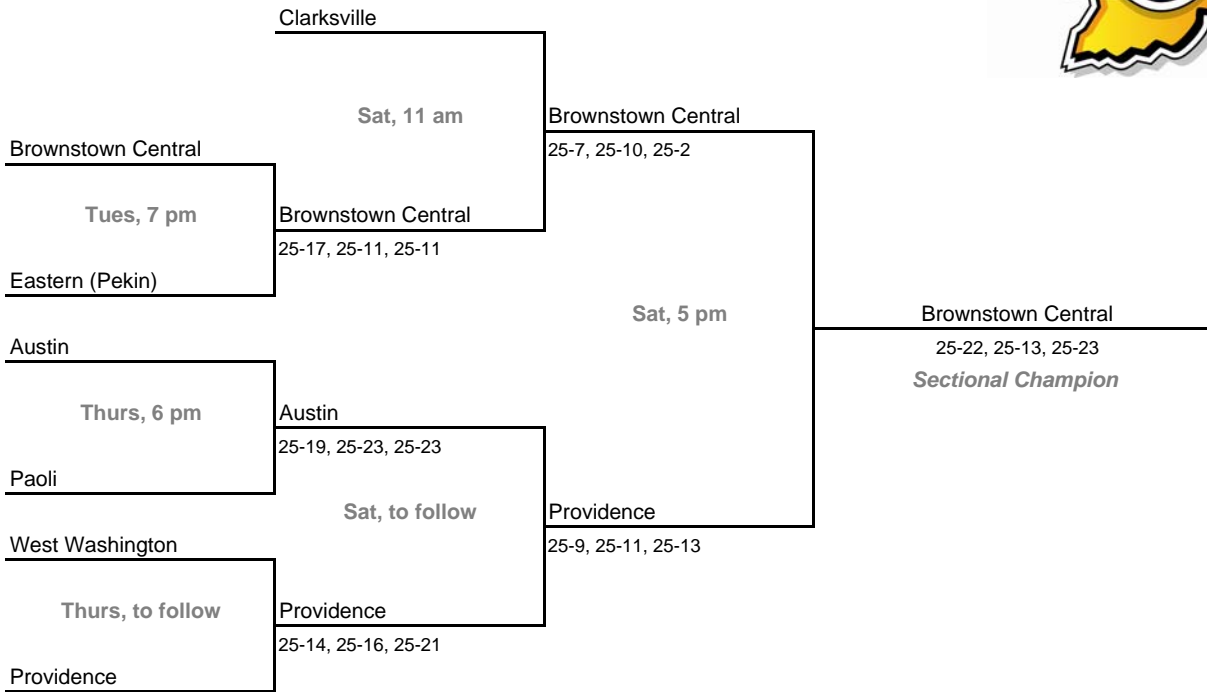 Clarksville
Sat, 11 am
Brownstown Central
Brownstown Central
25-7, 25-10, 25-2
Tues, 7 pm
Brownstown Central
25-17, 25-11, 25-11
Eastern (Pekin)
Sat, 5 pm
Brownstown Central
Austin
25-22, 25-13, 25-23
Sectional Champion
Thurs, 6 pm
Austin
25-19, 25-23, 25-23
Paoli
Sat, to follow
Providence
West Washington
25-9, 25-11, 25-13
Thurs, to follow
Providence
25-14, 25-16, 25-21
Providence